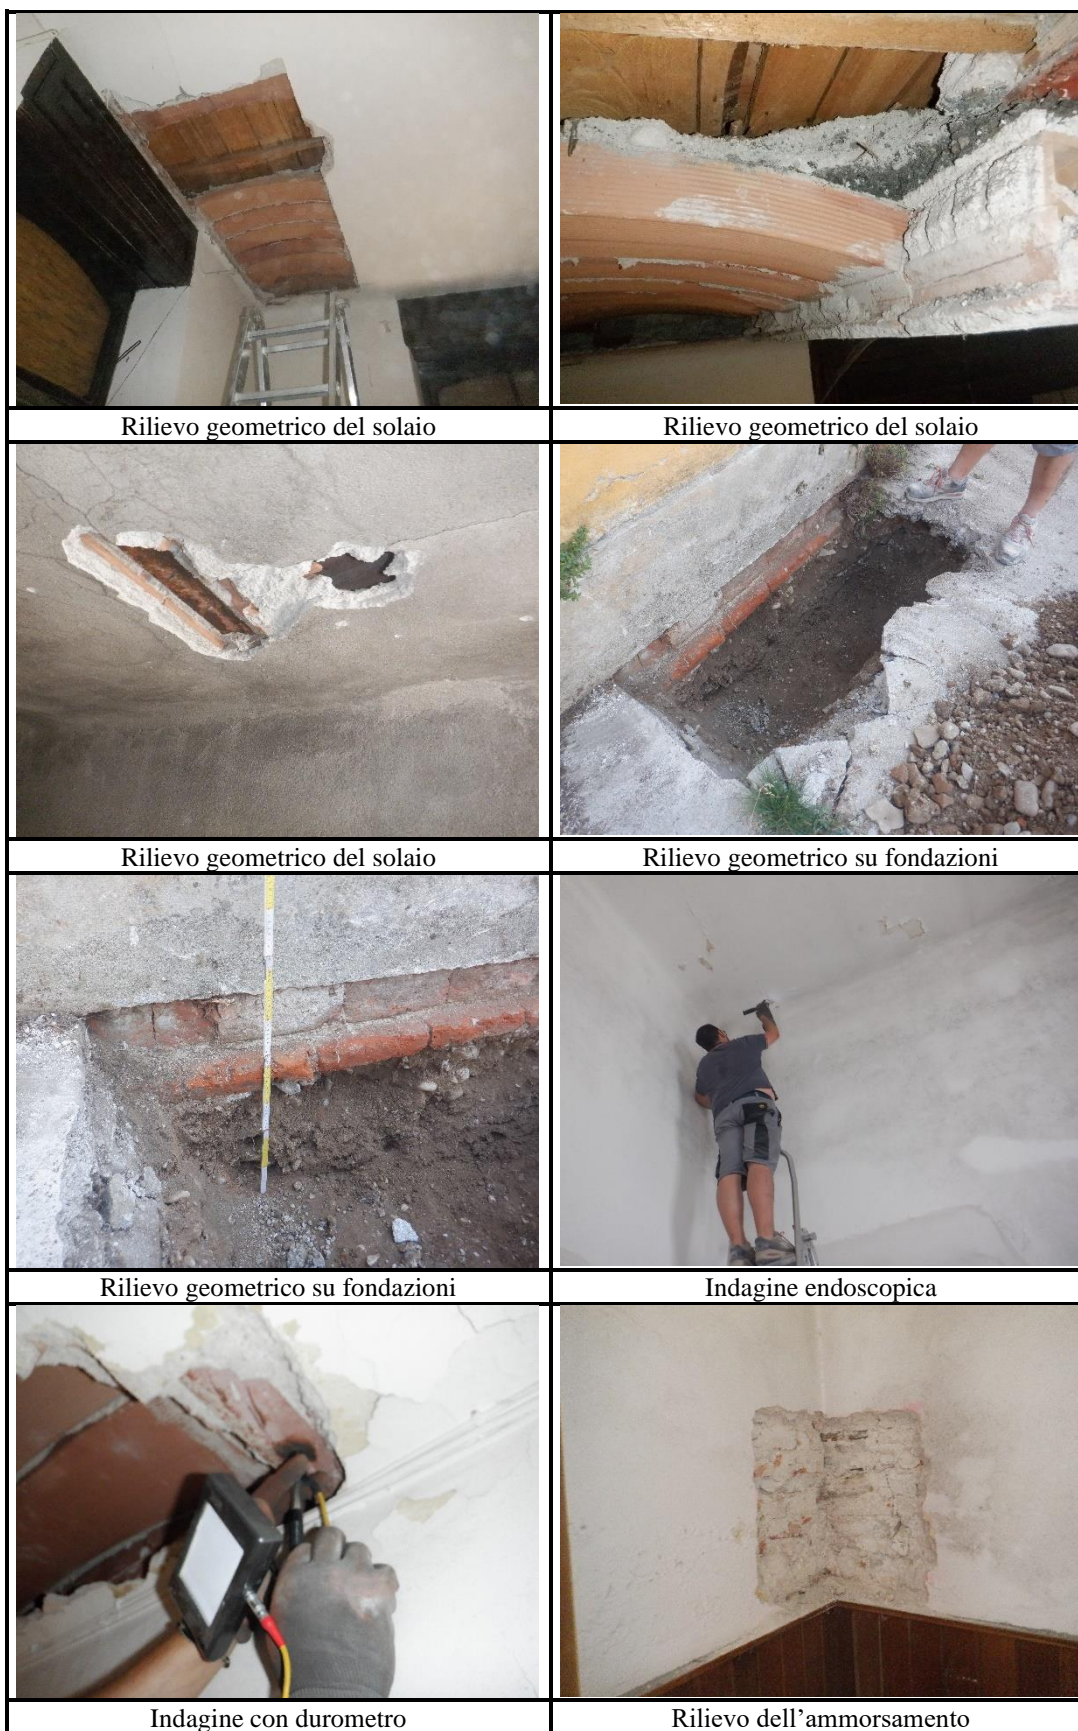 Rilievo geometrico del solaio
Rilievo geometrico del solaio
Rilievo geometrico del solaio
Rilievo geometrico su fondazioni
Rilievo geometrico su fondazioni
Indagine endoscopica
Indagine con durometro
Rilievo dell’ammorsamento